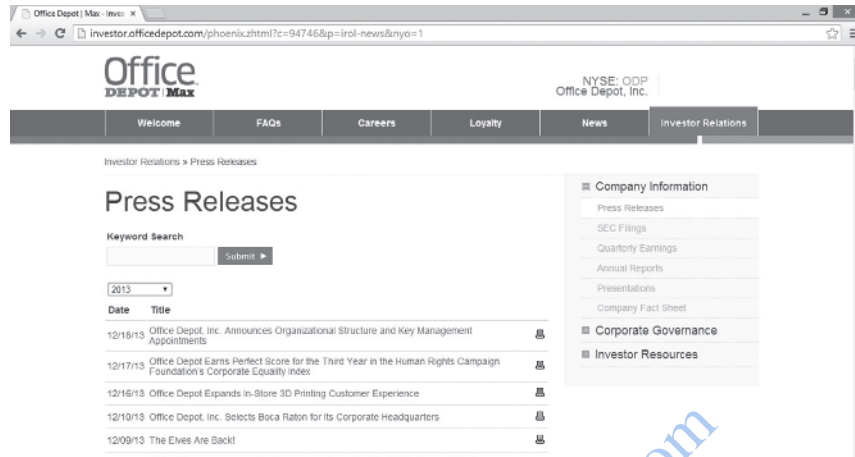 Office Depot | Max - Inves
investor.officedepot.com/phoenix.zhtml?c=94746&p=irol-news&nyo=1
Office
DEPOT Max
NYSE: ODP
Office Depot, Inc.
Welcome FAQs Careers Loyalty News Investor Relations
Investor Relations » Press Releases
Press Releases
Keyword Search
Submit
2013
Date Title
12/18/13 Office Depot, Inc. Announces Organizational Structure and Key Management
Appointments
12/17/13 Office Depot Earns Perfect Score for the Third Year in the Human Rights Campaign
Foundation's Corporate Equality Index
12/16/13 Office Depot Expands In-Store 3D Printing Customer Experience
12/10/13 Office Depot, Inc. Selects Boca Raton for Its Corporate Headquarters
12/09/13 The Elves Are Back!
Company Information
Press Releases
SEC Filings
Quarterly Earnings
Annual Reports
Presentations
Company Fact Sheet
Corporate Governance
Investor Resources
com